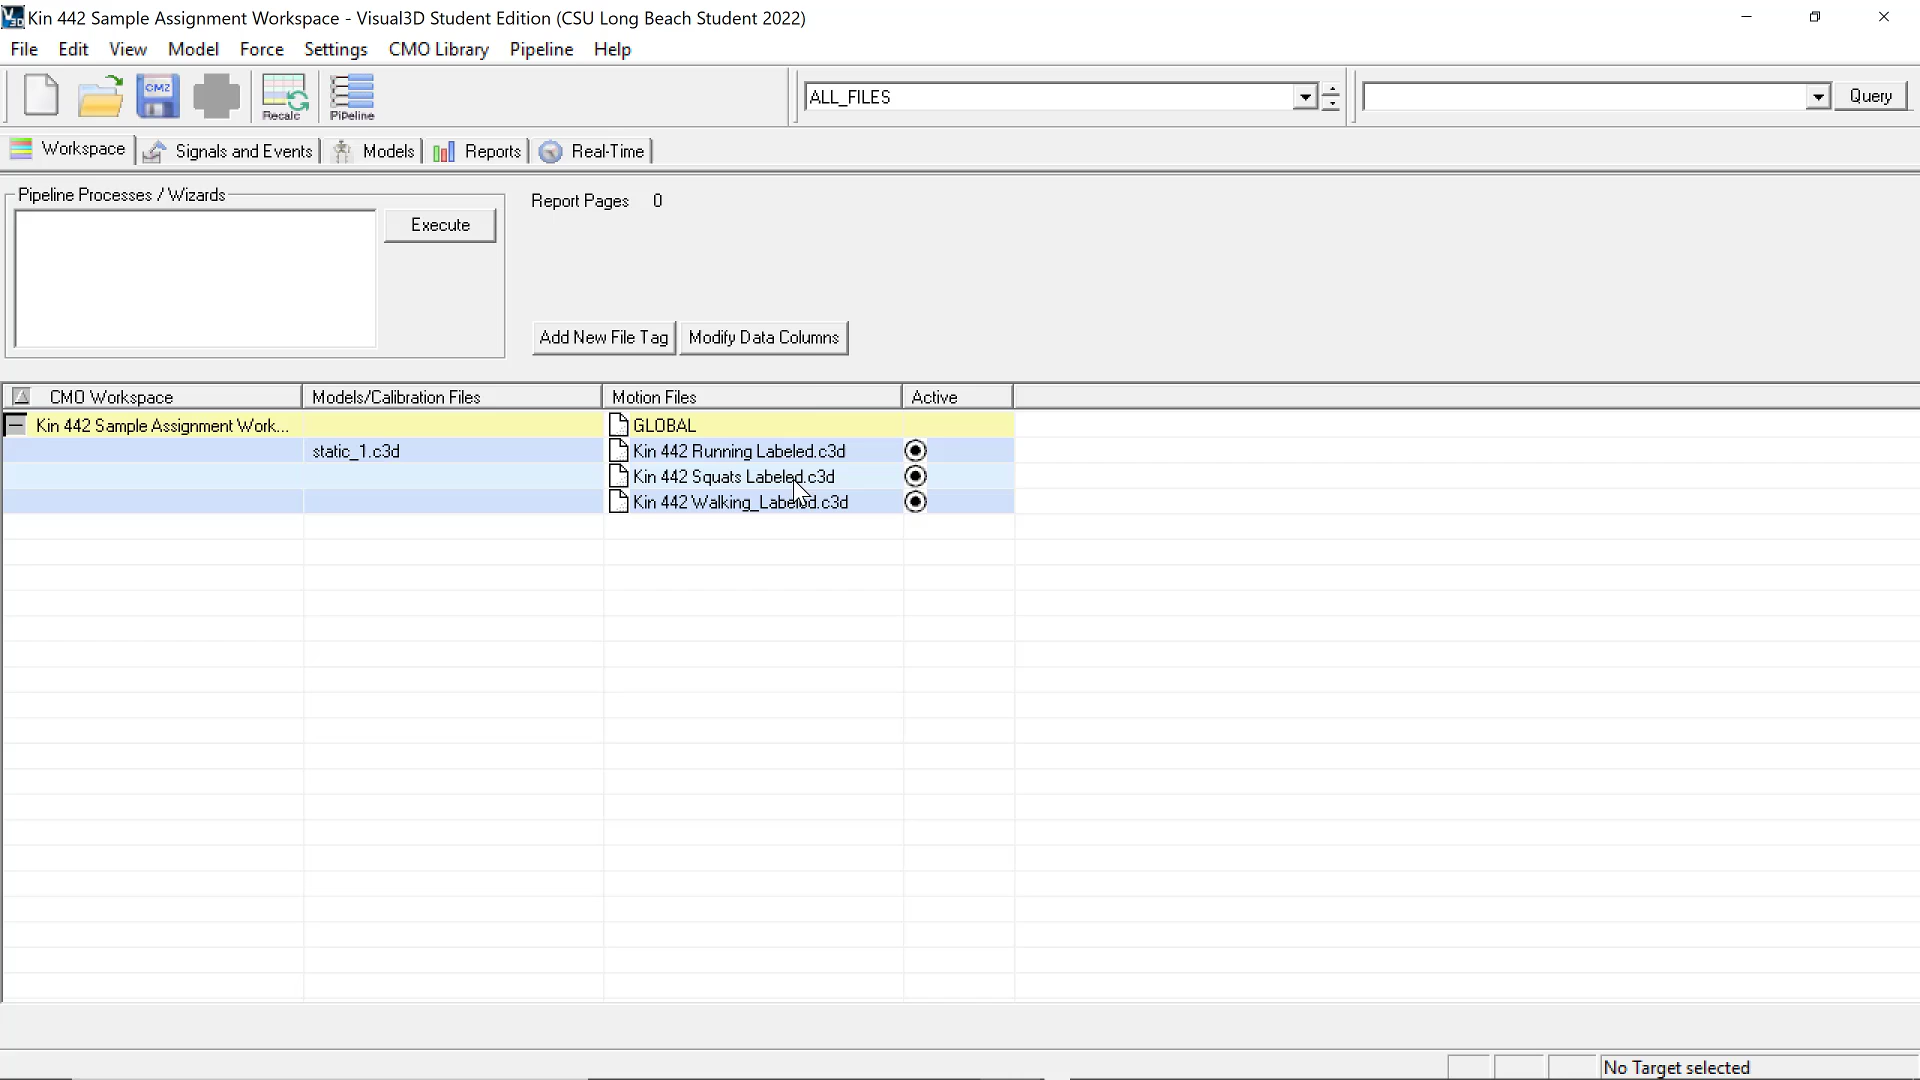 Kin 442 Sample Assignment Workspace - Visual3D Student Edition (CSU Long Beach Student 2022)
File Edit View Model Force Settings CMO Library Pipeline Help
CMZ Recalc Pipeline ALL_FILES Query
Workspace Signals and Events Models Reports Real-Time
Pipeline Processes / Wizards
Report Pages 0
Execute
Add New File Tag Modify Data Columns
CMO Workspace Models/Calibration Files Motion Files Active
Kin 442 Sample Assignment Work... GLOBAL
static_1.c3d Kin 442 Running Labeled.c3d
Kin 442 Squats Labeled.c3d
Kin 442 Walking_Labeled.c3d
No Target selected